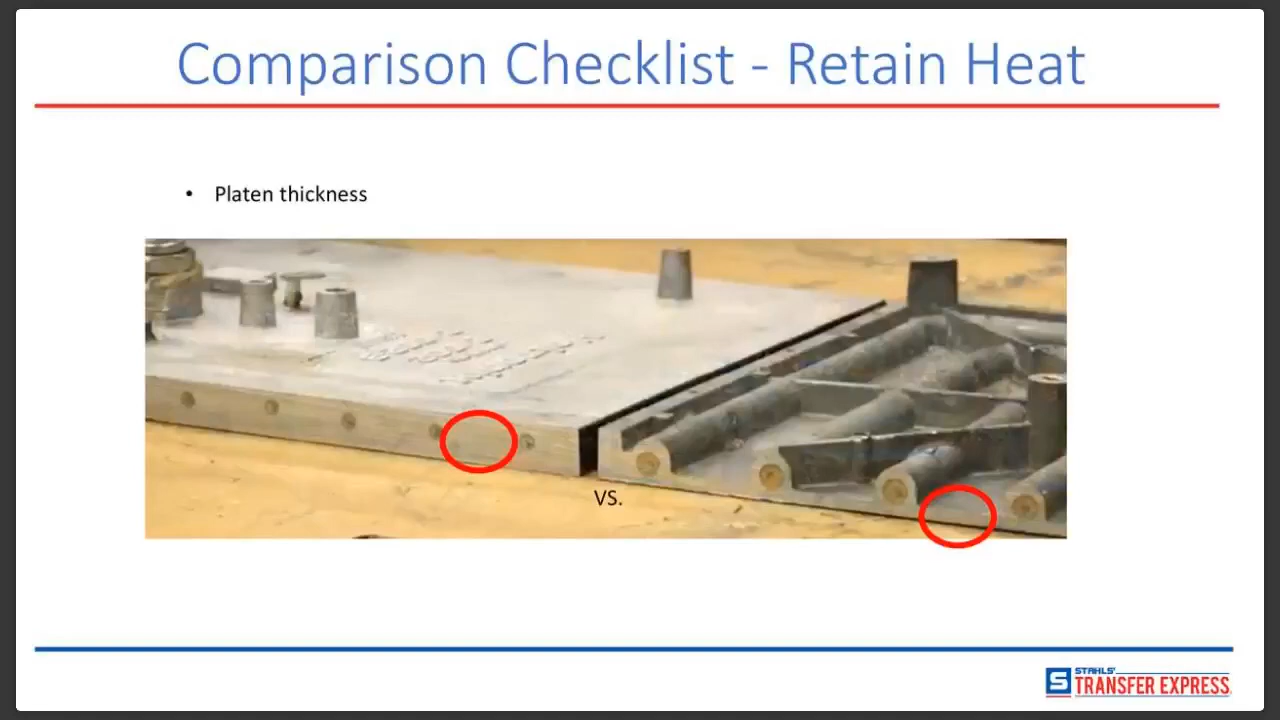 Comparison Checklist - Retain Heat
• Platen thickness
VS.
STAHLS'
TRANSFER EXPRESS